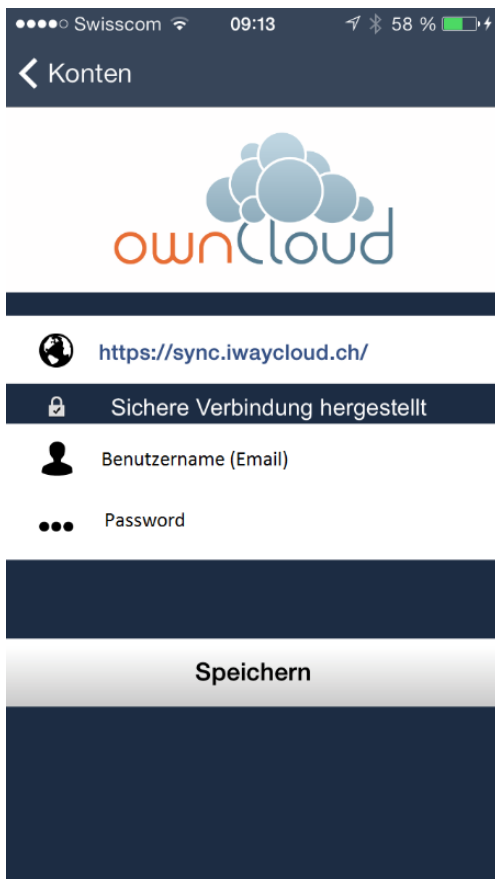 Swisscom 09:13 58 %
Konten
ownCloud
https://sync.iwaycloud.ch/
Sichere Verbindung hergestellt
Benutzername (Email)
Password
Speichern